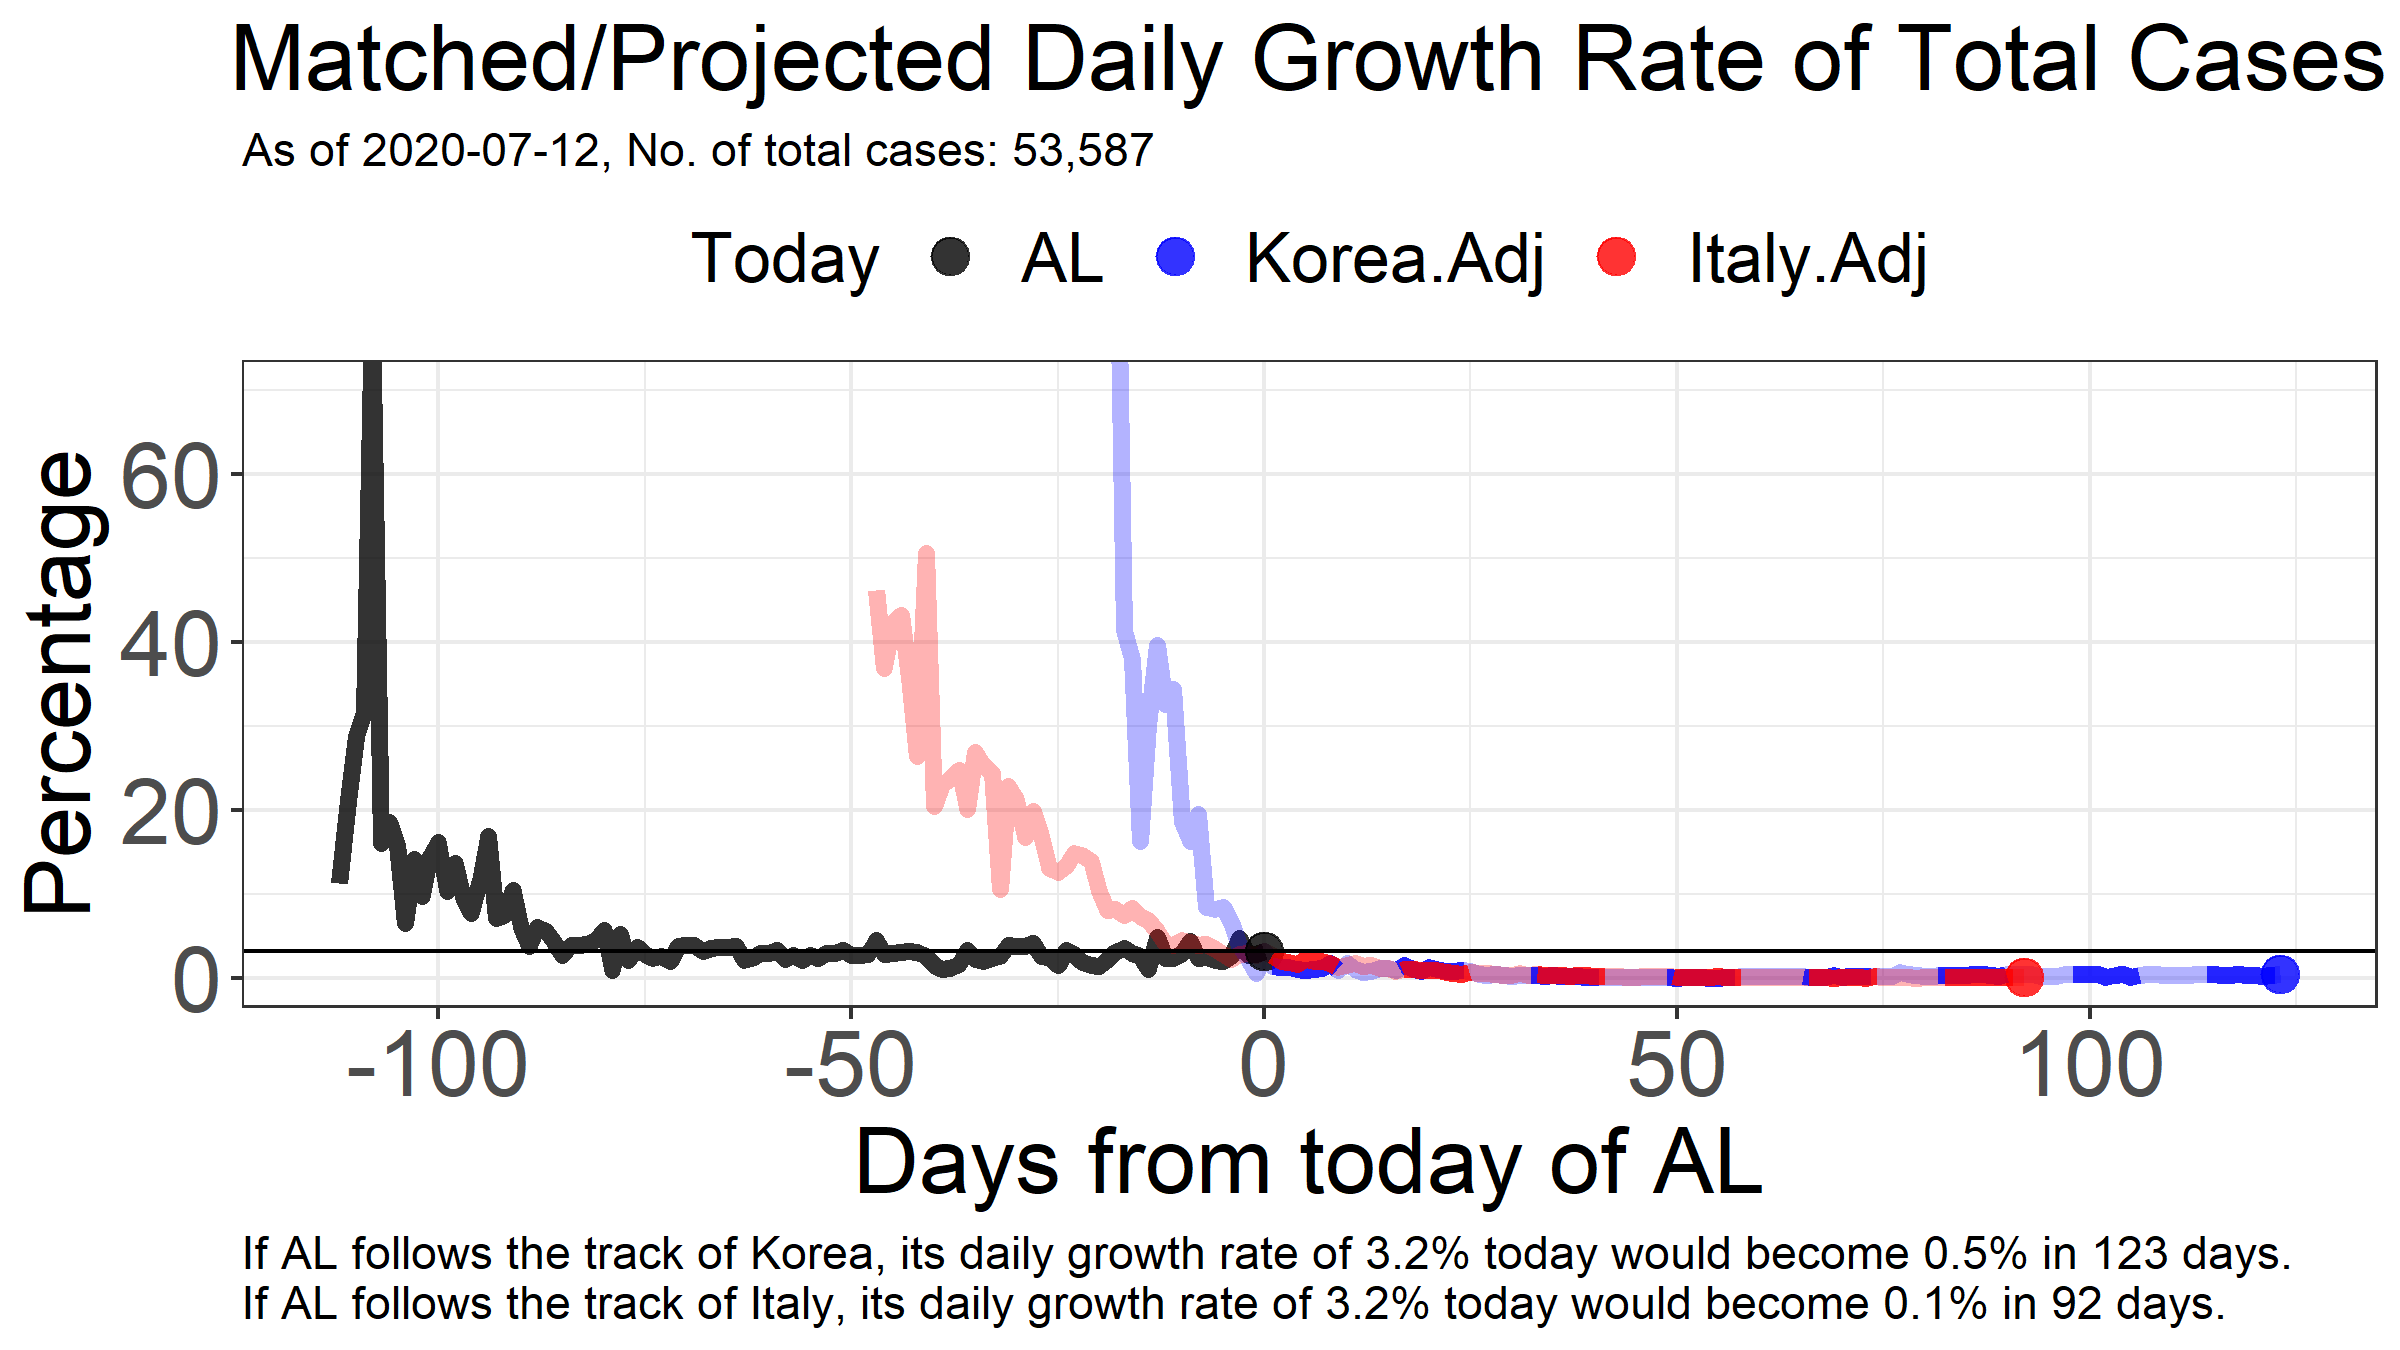 Matched/Projected Daily Growth Rate of Total Cases
As of 2020-07-12, No. of total cases: 53,587
Today AL Korea.Adj Italy.Adj
Percentage
60
40
20
0
-100 -50 0 50 100
Days from today of AL
If AL follows the track of Korea, its daily growth rate of 3.2% today would become 0.5% in 123 days.
If AL follows the track of Italy, its daily growth rate of 3.2% today would become 0.1% in 92 days.